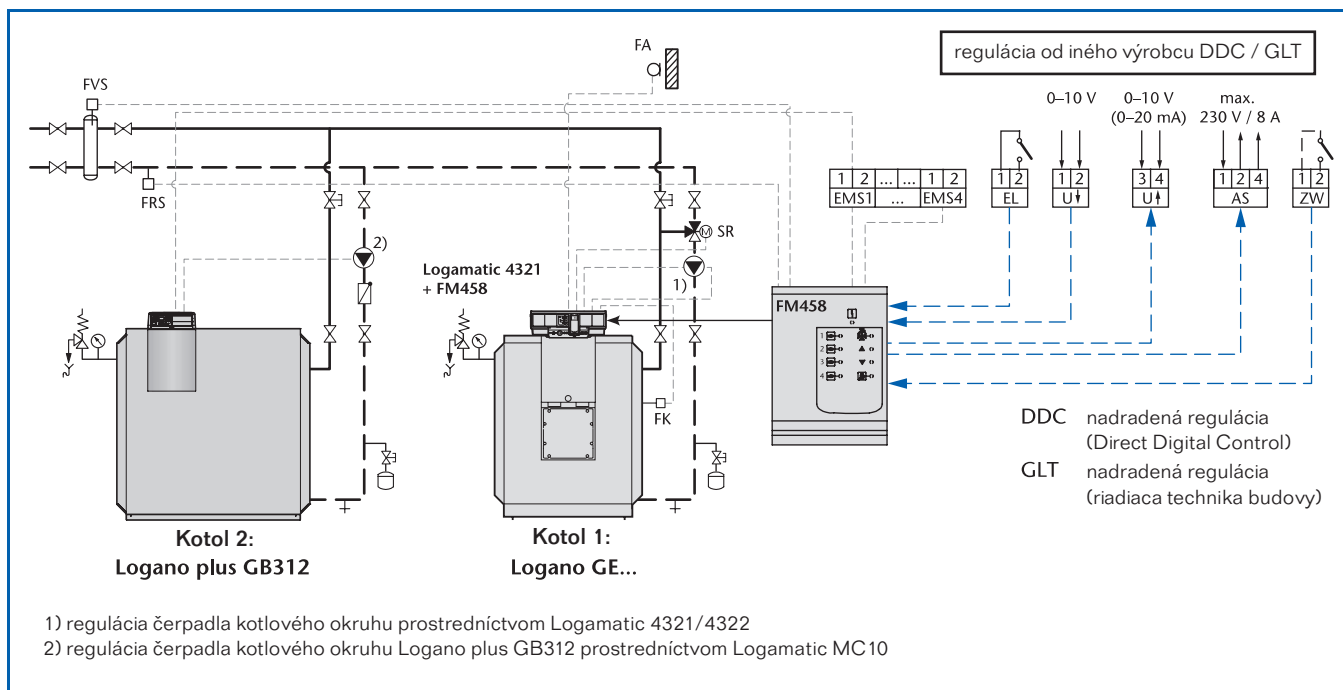 FA
regulácia od iného výrobcu DDC / GLT
FVS
0–10 V
0–10 V
(0–20 mA)
max.
230 V / 8 A
FRS
1 2 ... ... 1 2
EMS1 ... EMS4
1 2
EL
1 2
U
3 4
U
1 2 4
AS
1 2
ZW
M
SR
2)
1)
Logamatic 4321
+ FM458
FM458
1
2
3
4
FK
DDC nadradená regulácia
(Direct Digital Control)
GLT nadradená regulácia
(riadiaca technika budovy)
Kotol 2:
Logano plus GB312
Kotol 1:
Logano GE...
1) regulácia čerpadla kotlového okruhu prostredníctvom Logamatic 4321/4322
2) regulácia čerpadla kotlového okruhu Logano plus GB312 prostredníctvom Logamatic MC10